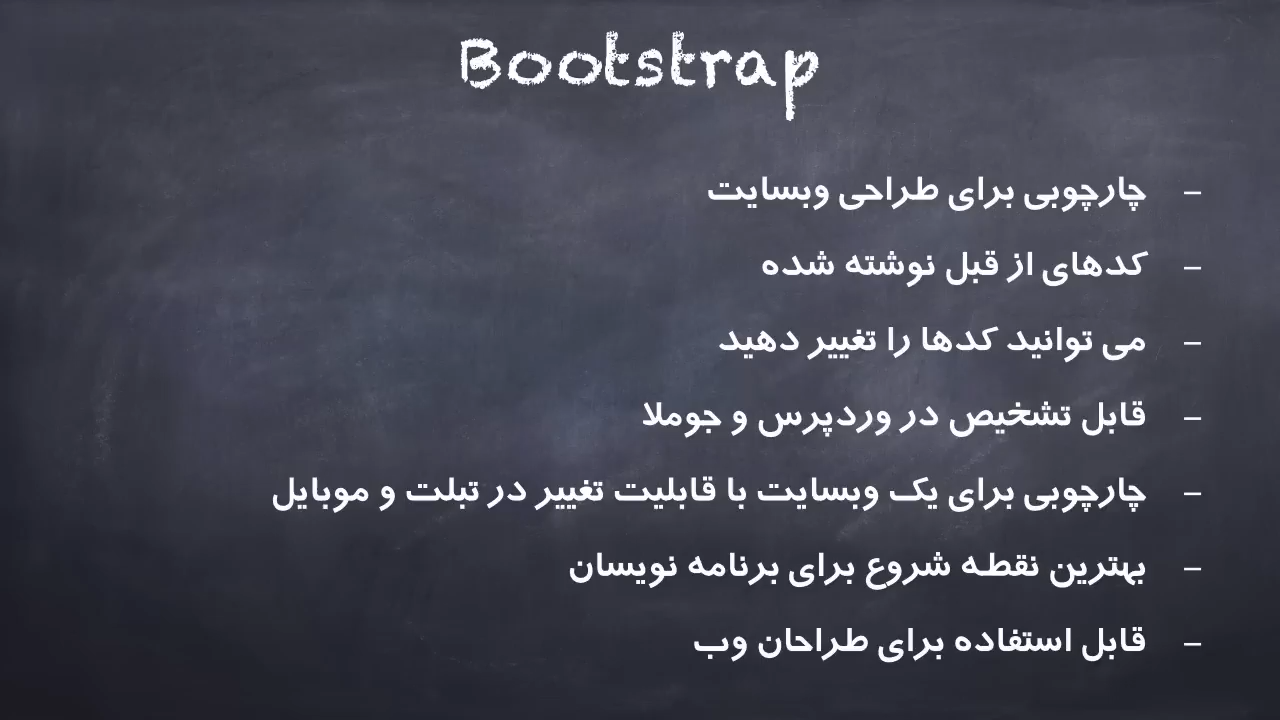 Bootstrap
– چارچوبی برای طراحی وبسایت
– کدهای از قبل نوشته شده
– می توانید کدها را تغییر دهید
– قابل تشخیص در وردپرس و جوملا
– چارچوبی برای یک وبسایت با قابلیت تغییر در تبلت و موبایل
– بهترین نقطه شروع برای برنامه نویسان
– قابل استفاده برای طراحان وب